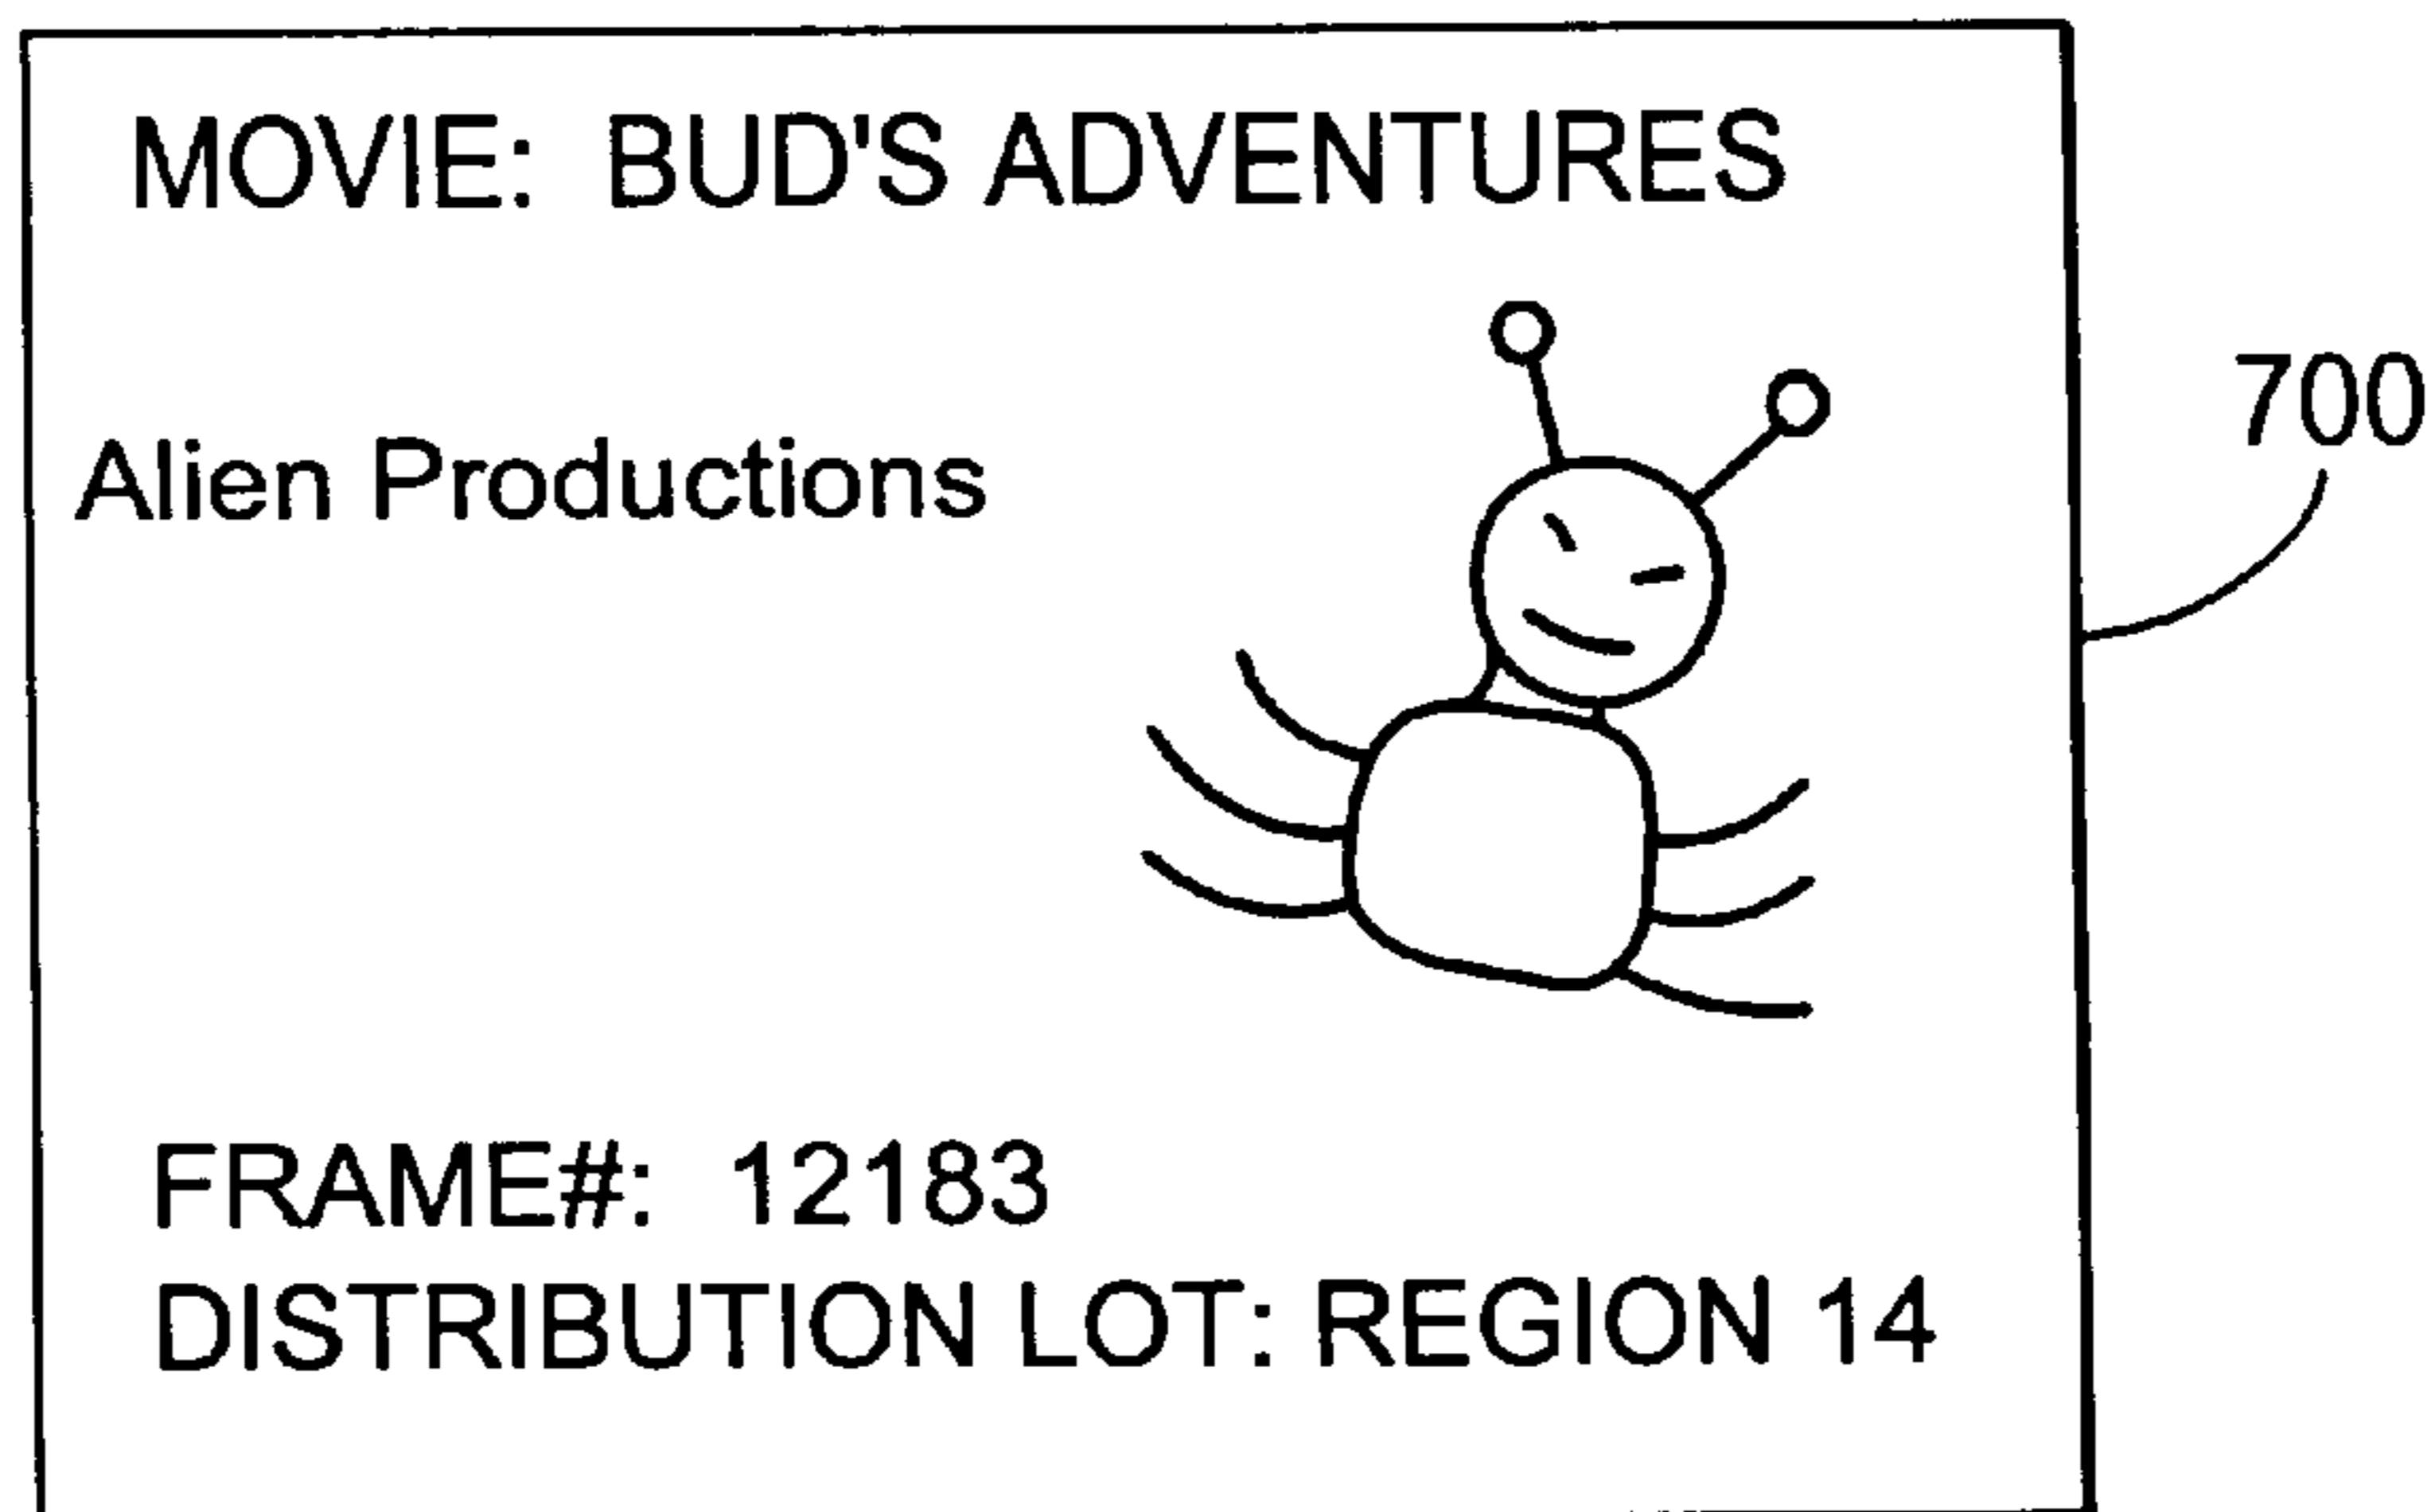 MOVIE: BUD'S ADVENTURES
700
Alien Productions
FRAME#: 12183
DISTRIBUTION LOT: REGION 14